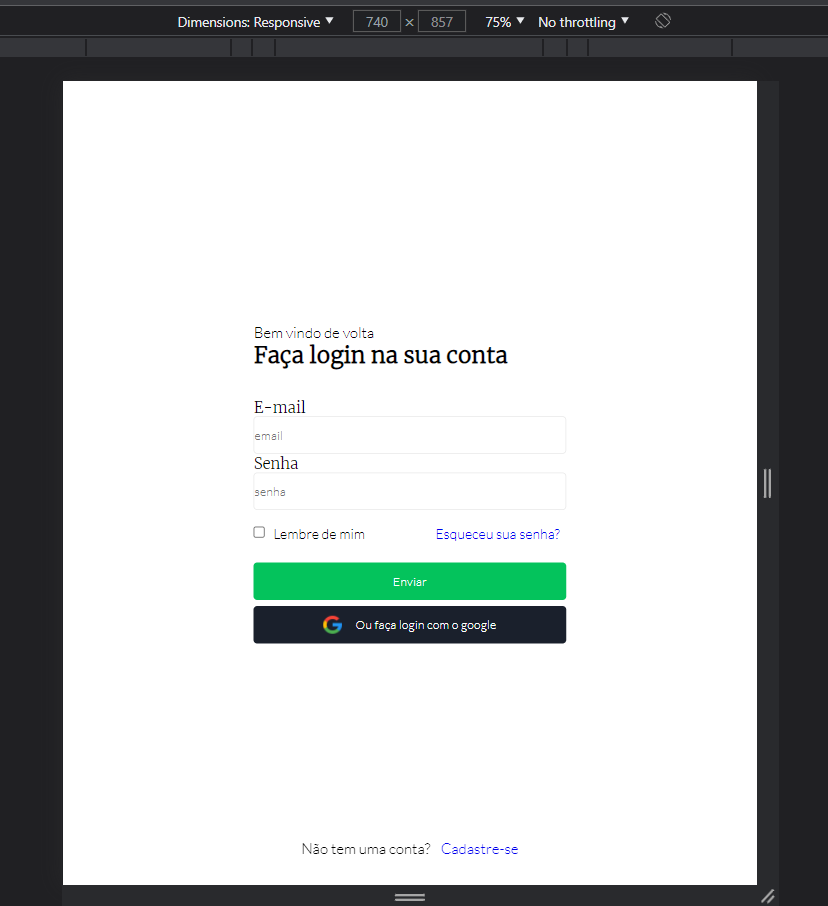 Dimensions: Responsive ▼ 740 × 857 75% ▼ No throttling ▼
Bem vindo de volta
Faça login na sua conta
E-mail
email
Senha
senha
Lembre de mim Esqueceu sua senha?
Enviar
Ou faça login com o google
Não tem uma conta? Cadastre-se